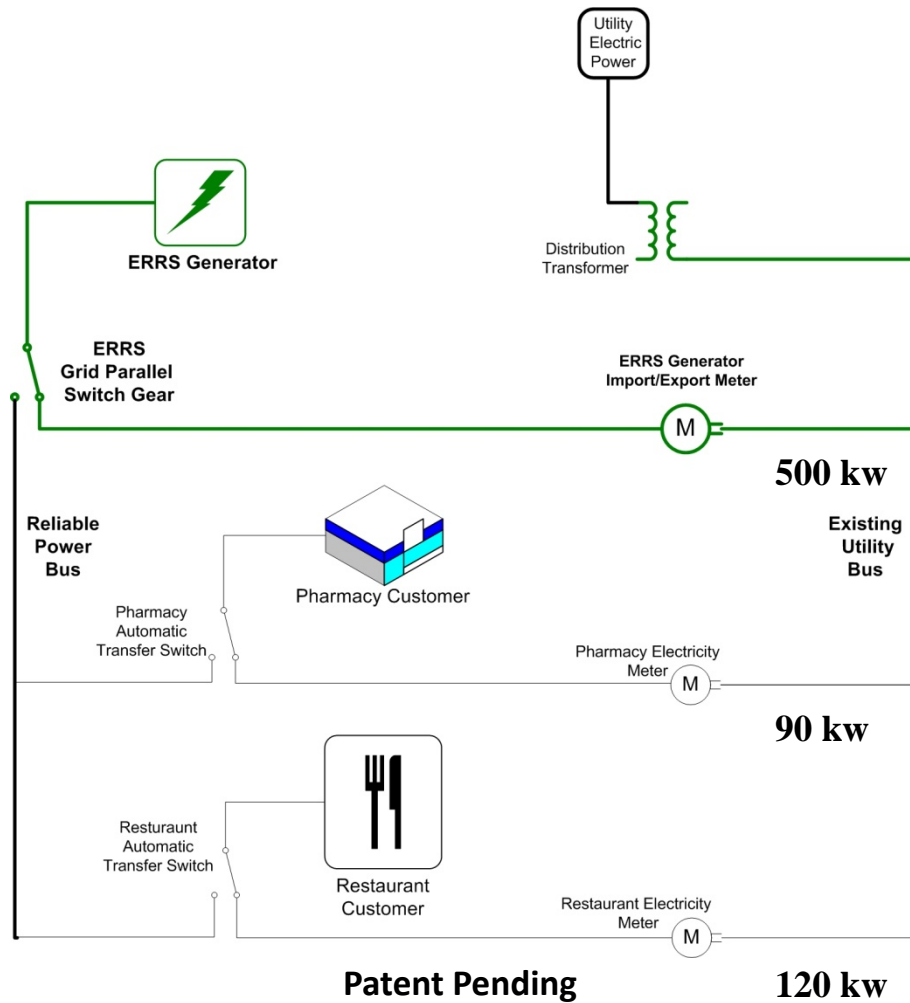 Utility
Electric
Power
ERRS Generator
Distribution
Transformer
ERRS
Grid Parallel
Switch Gear
ERRS Generator
Import/Export Meter
M
500 kw
Reliable
Power
Bus
Existing
Utility
Bus
Pharmacy Customer
Pharmacy
Automatic
Transfer Switch
Pharmacy Electricity
Meter
M
90 kw
Resturaunt
Automatic
Transfer Switch
Restaurant
Customer
Restaurant Electricity
Meter
M
Patent Pending
120 kw